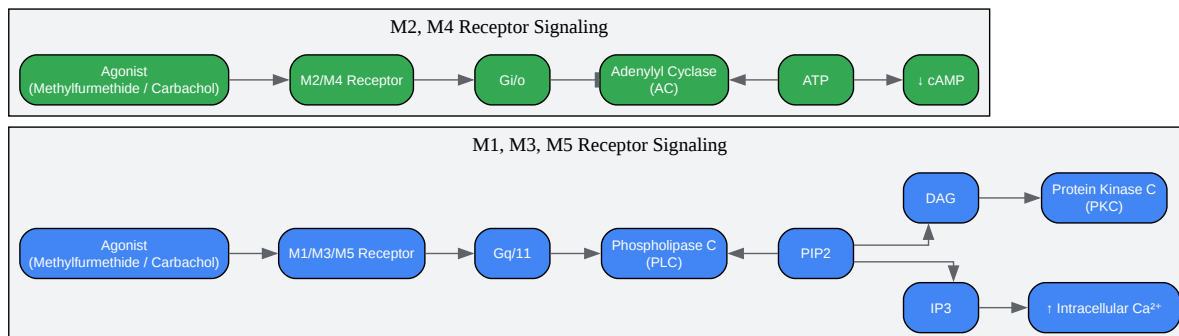 M2, M4 Receptor Signaling
Agonist
(Methylfurmethide / Carbachol)
M2/M4 Receptor
Gi/o
Adenylyl Cyclase
(AC)
ATP
↓ cAMP
M1, M3, M5 Receptor Signaling
Agonist
(Methylfurmethide / Carbachol)
M1/M3/M5 Receptor
Gq/11
Phospholipase C
(PLC)
PIP2
DAG
Protein Kinase C
(PKC)
IP3
↑ Intracellular Ca²⁺